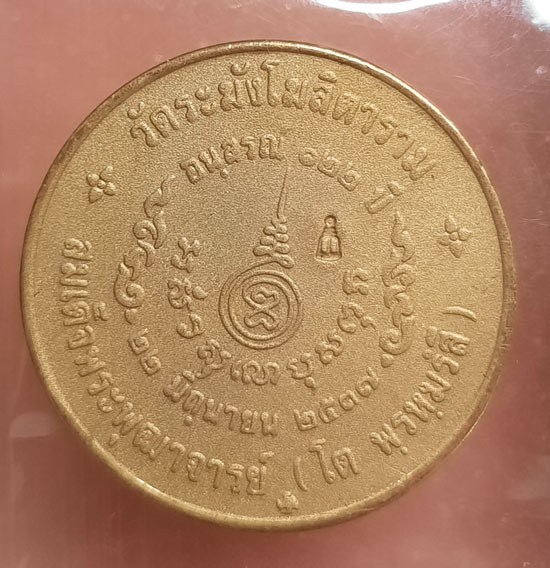 วัดระฆังโฆสิตาราม
อนุสรณ์ ๑๒๒ ปี
๒๒ มิถุนายน ๒๕๓๗
สมเด็จพระพุฒาจารย์ (โต พฺรหฺมรํสี)